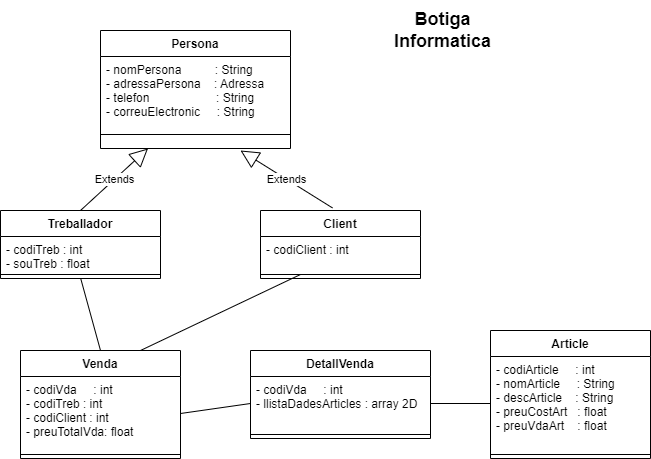 Botiga
Informatica
Persona
- nomPersona : String
- adressaPersona : Adressa
- telefon : String
- correuElectronic : String
Extends
Extends
Treballador
- codiTreb : int
- souTreb : float
Client
- codiClient : int
Venda
- codiVda : int
- codiTreb : int
- codiClient : int
- preuTotalVda: float
DetallVenda
- codiVda : int
- llistaDadesArticles : array 2D
Article
- codiArticle : int
- nomArticle : String
- descArticle : String
- preuCostArt : float
- preuVdaArt : float